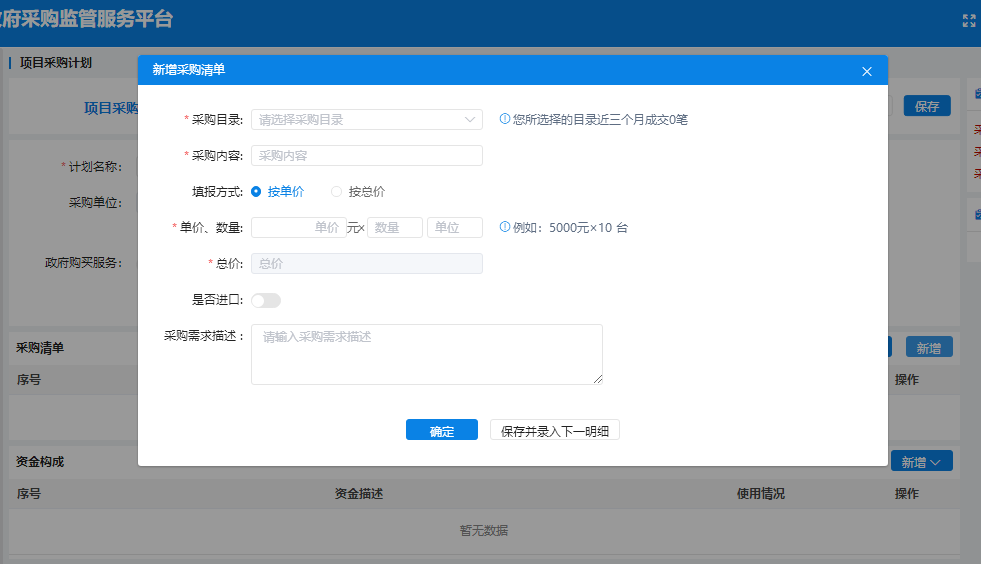 府采购监管服务平台
项目采购计划
新增采购清单
项目采购
保存
* 采购目录: 请选择采购目录 您所选择的目录近三个月成交0笔
* 采购内容: 采购内容
* 计划名称:
填报方式: 按单价 按总价
采购单位:
* 单价、数量: 单价 元× 数量 单位 例如：5000元×10 台
政府购买服务:
* 总价: 总价
是否进口:
采购需求描述： 请输入采购需求描述
采购清单 新增
序号 操作
确定 保存并录入下一明细
资金构成 新增
序号 资金描述 使用情况 操作
暂无数据